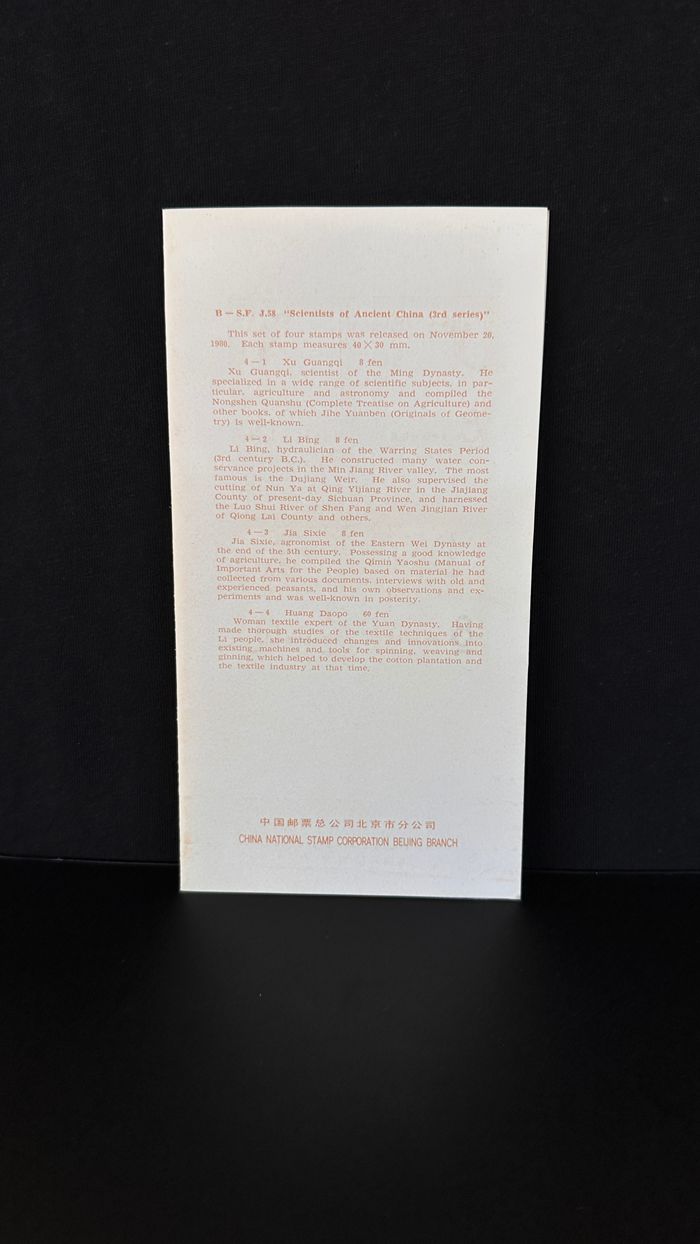 B — S.F. J.58 "Scientists of Ancient China (3rd series)"
This set of four stamps was released on November 20,
1980. Each stamp measures 40 × 30 mm.
4 — 1 Xu Guangqi 8 fen
Xu Guangqi, scientist of the Ming Dynasty. He
specialized in a wide range of scientific subjects, in par-
ticular, agriculture and astronomy and compiled the
Nongshen Quanshu (Complete Treatise on Agriculture) and
other books, of which Jihe Yuanben (Originals of Geome-
try) is well-known.
4 — 2 Li Bing 8 fen
Li Bing, hydraulician of the Warring States Period
(3rd century B.C.). He constructed many water con-
servance projects in the Min Jiang River valley. The most
famous is the Dujiang Weir. He also supervised the
cutting of Nun Ya at Qing Yijiang River in the Jiajiang
County of present-day Sichuan Province, and harnessed
the Luo Shui River of Shen Fang and Wen Jingjian River
of Qiong Lai County and others.
4 — 3 Jia Sixie 8 fen
Jia Sixie, agronomist of the Eastern Wei Dynasty at
the end of the 5th century. Possessing a good knowledge
of agriculture, he compiled the Qimin Yaoshu (Manual of
Important Arts for the People) based on material he had
collected from various documents, interviews with old and
experienced peasants, and his own observations and ex-
periments and was well-known in posterity.
4 — 4 Huang Daopo 60 fen
Woman textile expert of the Yuan Dynasty. Having
made thorough studies of the textile techniques of the
Li people, she introduced changes and innovations into
existing machines and tools for spinning, weaving and
ginning, which helped to develop the cotton plantation and
the textile industry at that time.
中国邮票总公司北京市分公司
CHINA NATIONAL STAMP CORPORATION BEIJING BRANCH